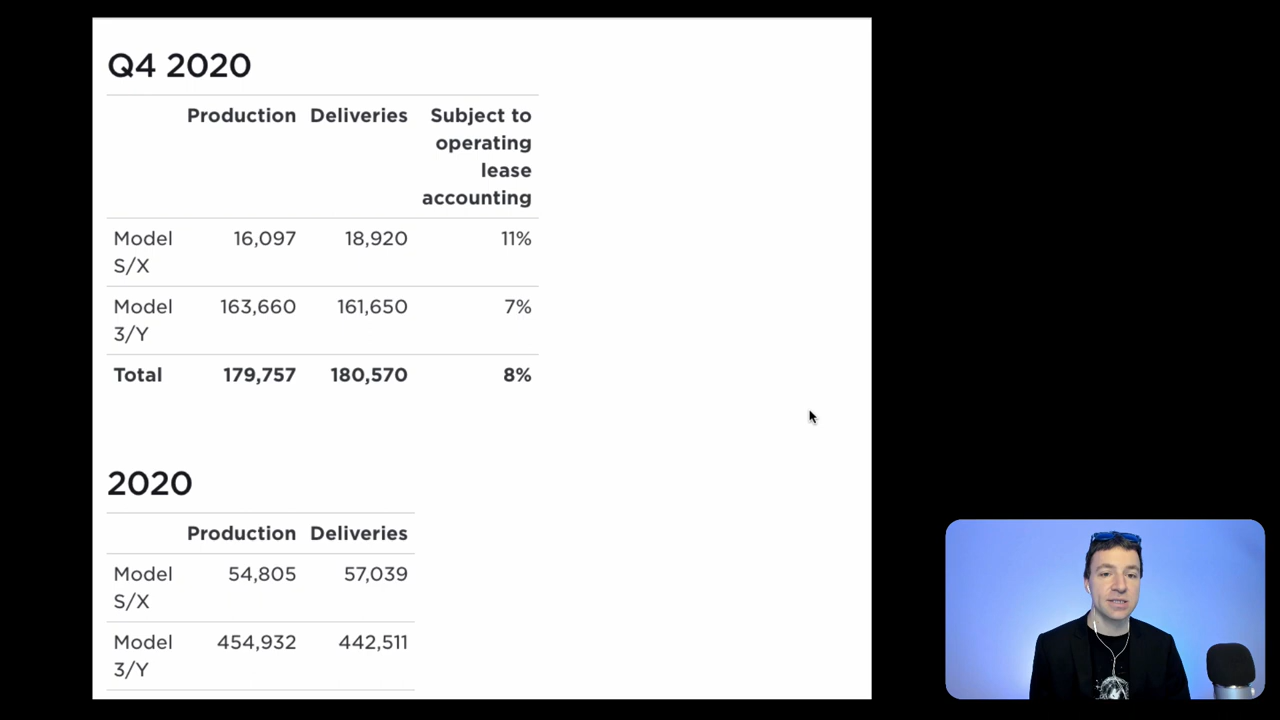 Q4 2020
Production Deliveries Subject to
operating
lease
accounting
Model 16,097 18,920 11%
S/X
Model 163,660 161,650 7%
3/Y
Total 179,757 180,570 8%
2020
Production Deliveries
Model 54,805 57,039
S/X
Model 454,932 442,511
3/Y